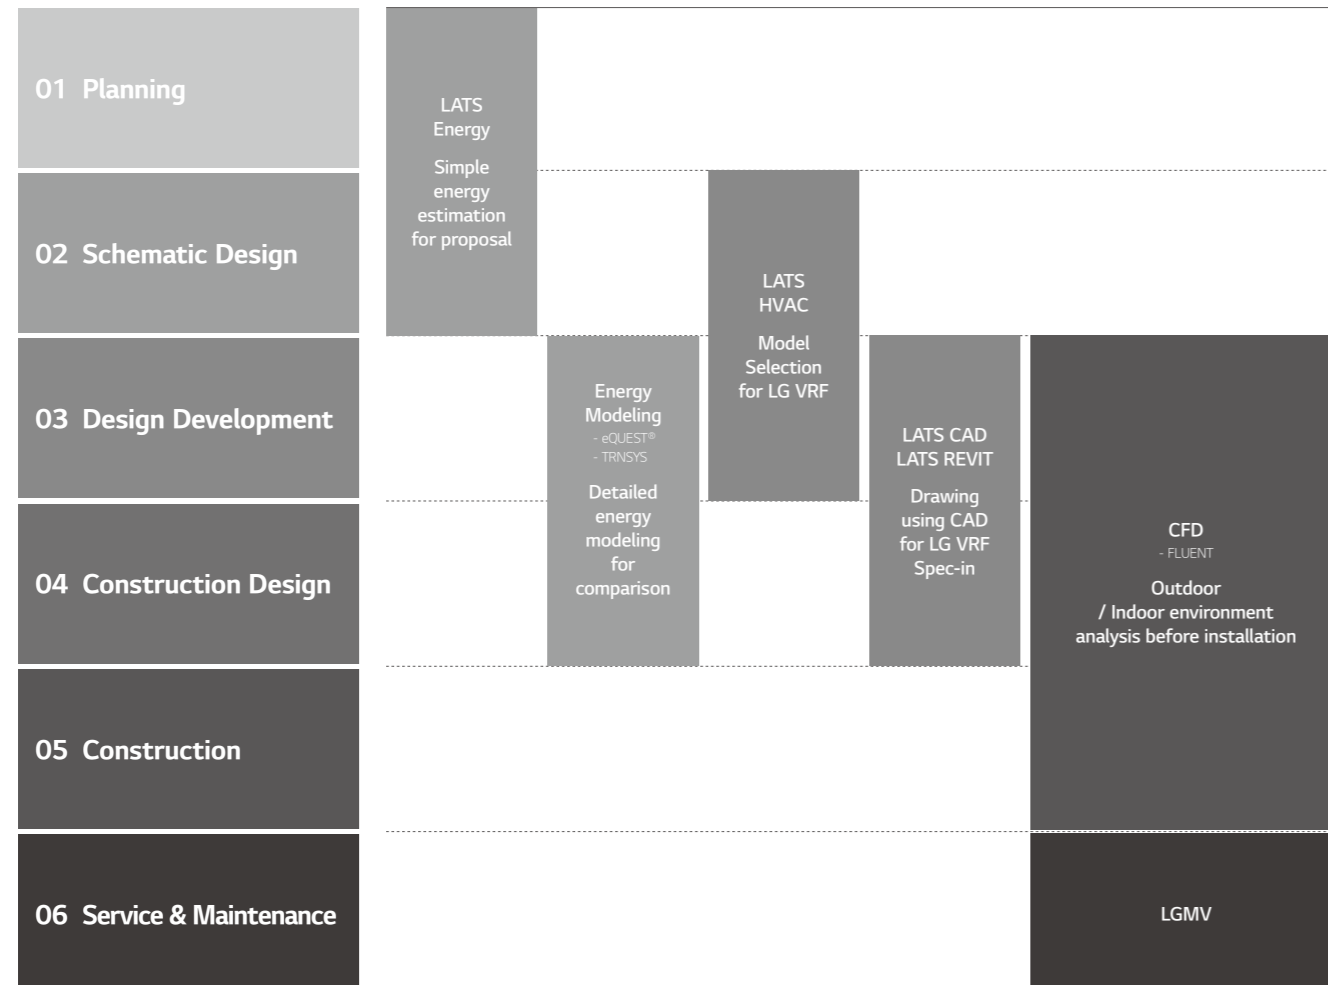 01 Planning
02 Schematic Design
03 Design Development
04 Construction Design
05 Construction
06 Service & Maintenance
LATS
Energy
Simple
energy
estimation
for proposal
Energy
Modeling
- eQUEST®
- TRNSYS
Detailed
energy
modeling
for
comparison
LATS
HVAC
Model
Selection
for LG VRF
LATS CAD
LATS REVIT
Drawing
using CAD
for LG VRF
Spec-in
CFD
- FLUENT
Outdoor
/ Indoor environment
analysis before installation
LGMV